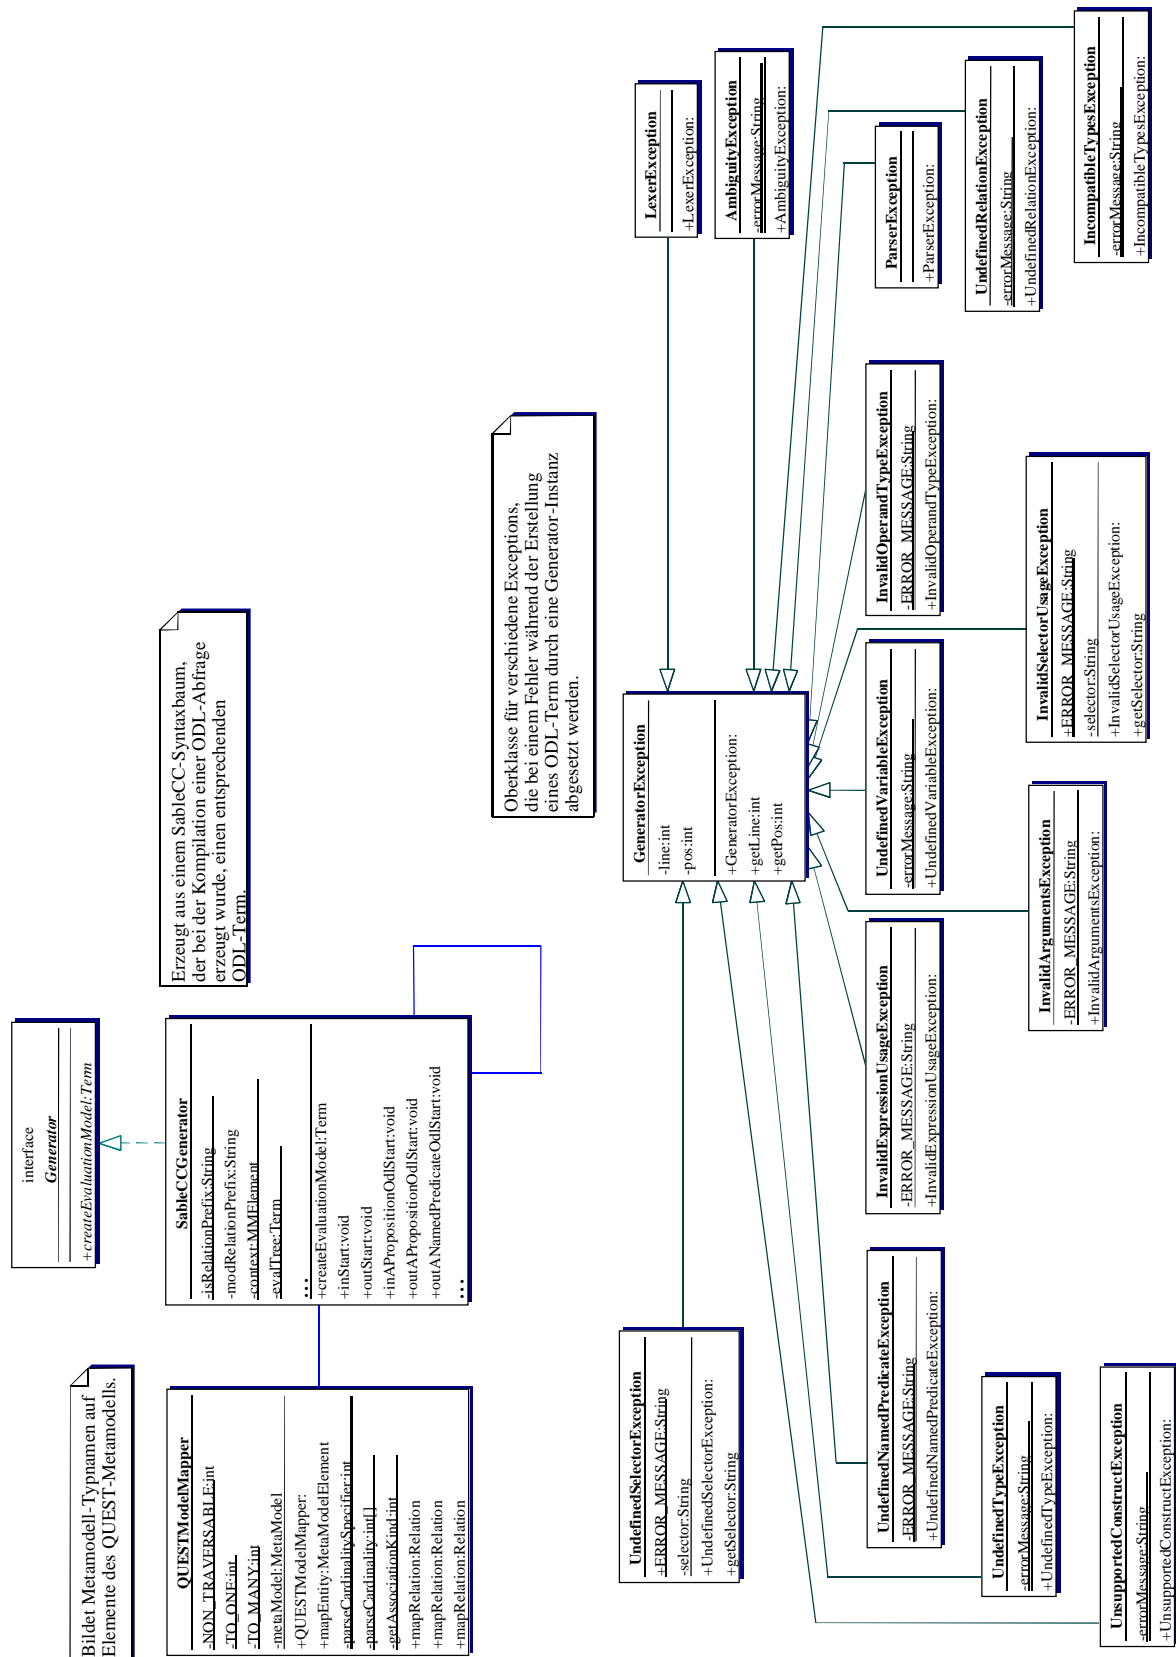 Bildet Metamodell-Typnamen auf
Elemente des QUEST-Metamodells.
QUESTModelMapper
-NON_TRAVERSABLE:int
-TO_ONE:int
-TO_MANY:int
-metaModel:MetaModel
+QUESTModelMapper:
+mapEntity:MetaModelElement
-parseCardinalitySpecifier:int
-parseCardinality:int[]
-getAssociationKind:int
+mapRelation:Relation
+mapRelation:Relation
+mapRelation:Relation
interface
Generator
+createEvaluationModel:Term
SableCCGenerator
-isRelationPrefix:String
-modRelationPrefix:String
-context:MMElement
-evalTree:Term
...
+createEvaluationModel:Term
+inStart:void
+outStart:void
+inAPropositionOdlStart:void
+outAPropositionOdlStart:void
+outANamedPredicateOdlStart:void
...
Erzeugt aus einem SableCC-Syntaxbaum,
der bei der Kompilation einer ODL-Abfrage
erzeugt wurde, einen entsprechenden
ODL-Term.
Oberklasse für verschiedene Exceptions,
die bei einem Fehler während der Erstellung
eines ODL-Term durch eine Generator-Instanz
abgesetzt werden.
GeneratorException
-line:int
-pos:int
+GeneratorException:
+getLine:int
+getPos:int
LexerException
+LexerException:
AmbiguityException
-errorMessage:String
+AmbiguityException:
ParserException
+ParserException:
UndefinedRelationException
-errorMessage:String
+UndefinedRelationException:
IncompatibleTypesException
-errorMessage:String
+IncompatibleTypesException:
InvalidOperandTypeException
-ERROR_MESSAGE:String
+InvalidOperandTypeException:
InvalidSelectorUsageException
+ERROR_MESSAGE:String
-selector:String
+InvalidSelectorUsageException:
+getSelector:String
UndefinedVariableException
-errorMessage:String
+UndefinedVariableException:
InvalidArgumentsException
-ERROR_MESSAGE:String
+InvalidArgumentsException:
InvalidExpressionUsageException
-ERROR_MESSAGE:String
+InvalidExpressionUsageException:
UndefinedSelectorException
+ERROR_MESSAGE:String
-selector:String
+UndefinedSelectorException:
+getSelector:String
UndefinedNamedPredicateException
-ERROR_MESSAGE:String
+UndefinedNamedPredicateException:
UndefinedTypeException
-errorMessage:String
+UndefinedTypeException:
UnsupportedConstructException
-errorMessage:String
+UnsupportedConstructException: